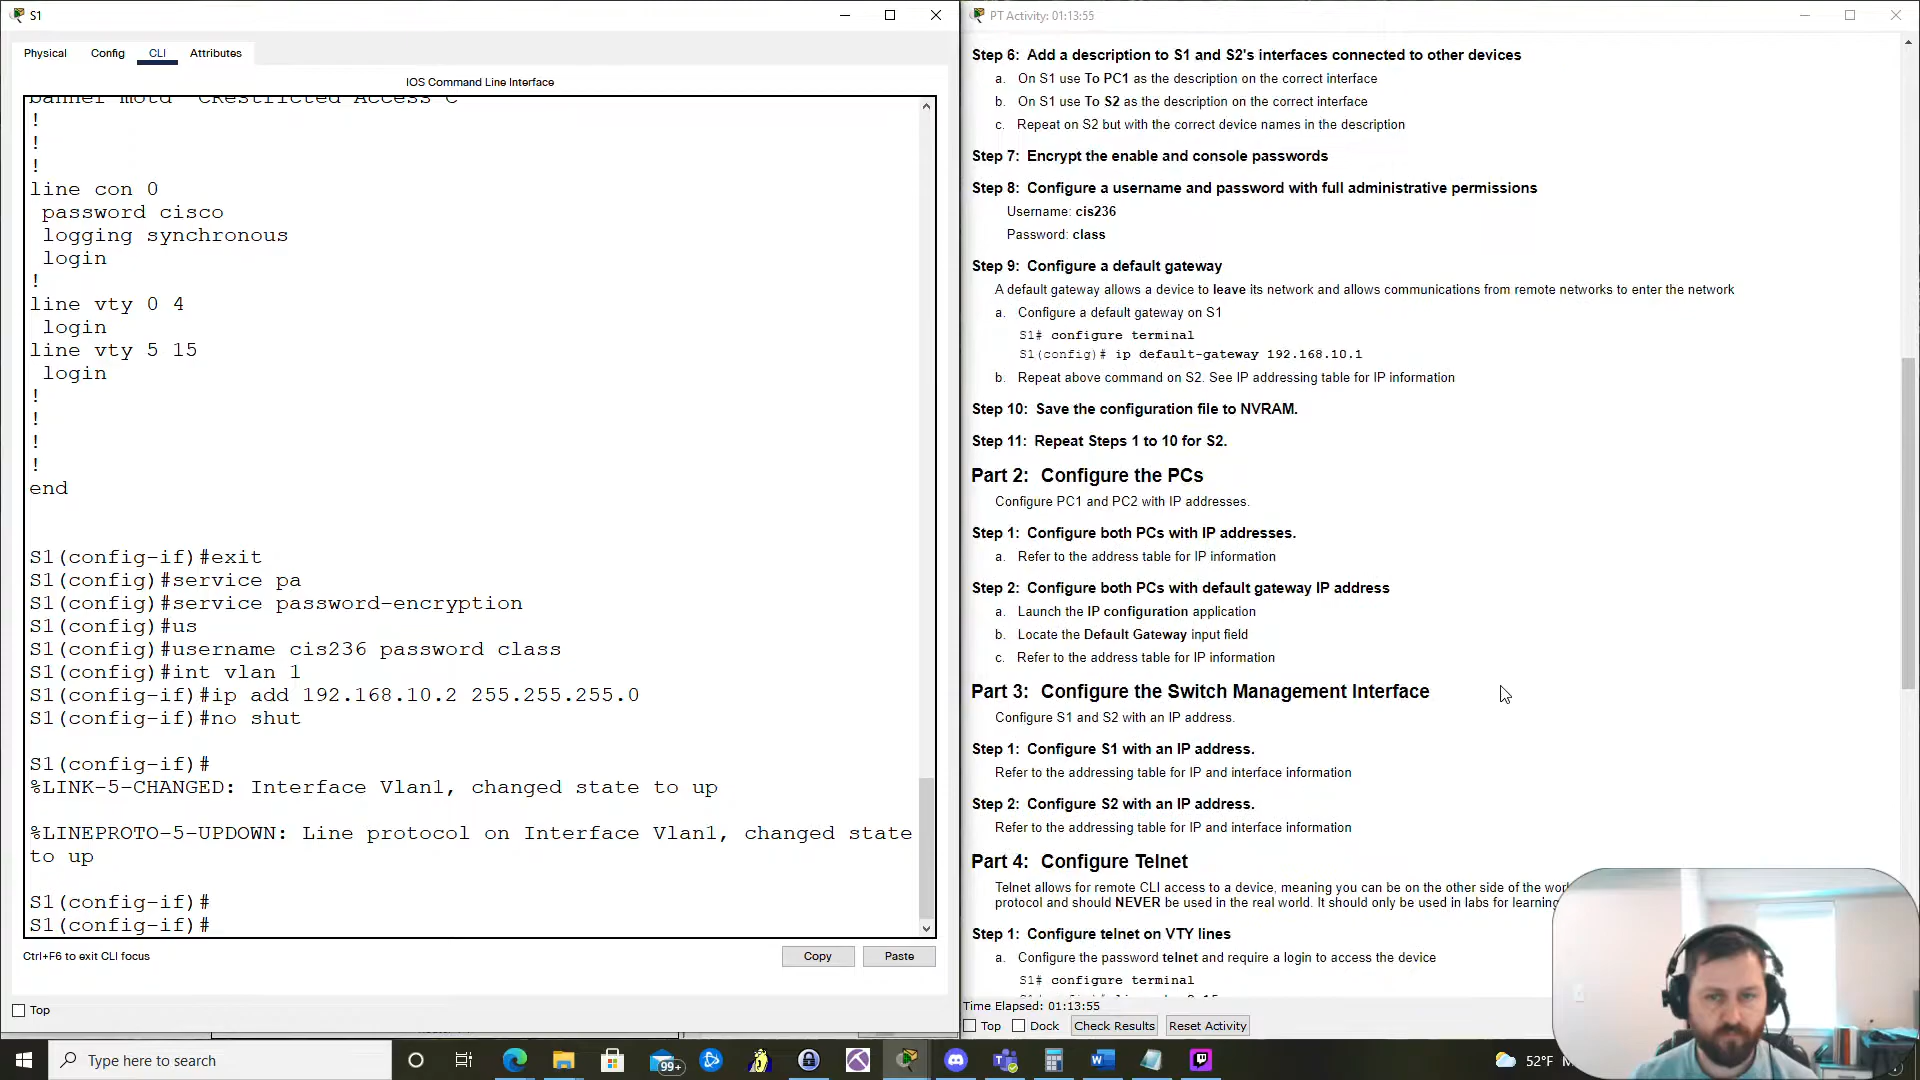 S1
Physical Config CLI Attributes
IOS Command Line Interface
banner motd ^CRestricted Access^C
!
!
!
line con 0
password cisco
logging synchronous
login
!
line vty 0 4
login
line vty 5 15
login
!
!
!
!
end
S1(config-if)#exit
S1(config)#service pa
S1(config)#service password-encryption
S1(config)#us
S1(config)#username cis236 password class
S1(config)#int vlan 1
S1(config-if)#ip add 192.168.10.2 255.255.255.0
S1(config-if)#no shut
S1(config-if)#
%LINK-5-CHANGED: Interface Vlan1, changed state to up
%LINEPROTO-5-UPDOWN: Line protocol on Interface Vlan1, changed state
to up
S1(config-if)#
S1(config-if)#
Ctrl+F6 to exit CLI focus
Copy Paste
Top
PT Activity: 01:13:55
Step 6: Add a description to S1 and S2's interfaces connected to other devices
a. On S1 use To PC1 as the description on the correct interface
b. On S1 use To S2 as the description on the correct interface
c. Repeat on S2 but with the correct device names in the description
Step 7: Encrypt the enable and console passwords
Step 8: Configure a username and password with full administrative permissions
Username: cis236
Password: class
Step 9: Configure a default gateway
A default gateway allows a device to leave its network and allows communications from remote networks to enter the network
a. Configure a default gateway on S1
S1# configure terminal
S1(config)# ip default-gateway 192.168.10.1
b. Repeat above command on S2. See IP addressing table for IP information
Step 10: Save the configuration file to NVRAM.
Step 11: Repeat Steps 1 to 10 for S2.
Part 2: Configure the PCs
Configure PC1 and PC2 with IP addresses.
Step 1: Configure both PCs with IP addresses.
a. Refer to the address table for IP information
Step 2: Configure both PCs with default gateway IP address
a. Launch the IP configuration application
b. Locate the Default Gateway input field
c. Refer to the address table for IP information
Part 3: Configure the Switch Management Interface
Configure S1 and S2 with an IP address.
Step 1: Configure S1 with an IP address.
Refer to the addressing table for IP and interface information
Step 2: Configure S2 with an IP address.
Refer to the addressing table for IP and interface information
Part 4: Configure Telnet
Telnet allows for remote CLI access to a device, meaning you can be on the other side of the
protocol and should NEVER be used in the real world. It should only be used in labs for learning
Step 1: Configure telnet on VTY lines
a. Configure the password telnet and require a login to access the device
S1# configure terminal
Time Elapsed: 01:13:55
Top Dock Check Results Reset Activity
Type here to search
99+
52°F